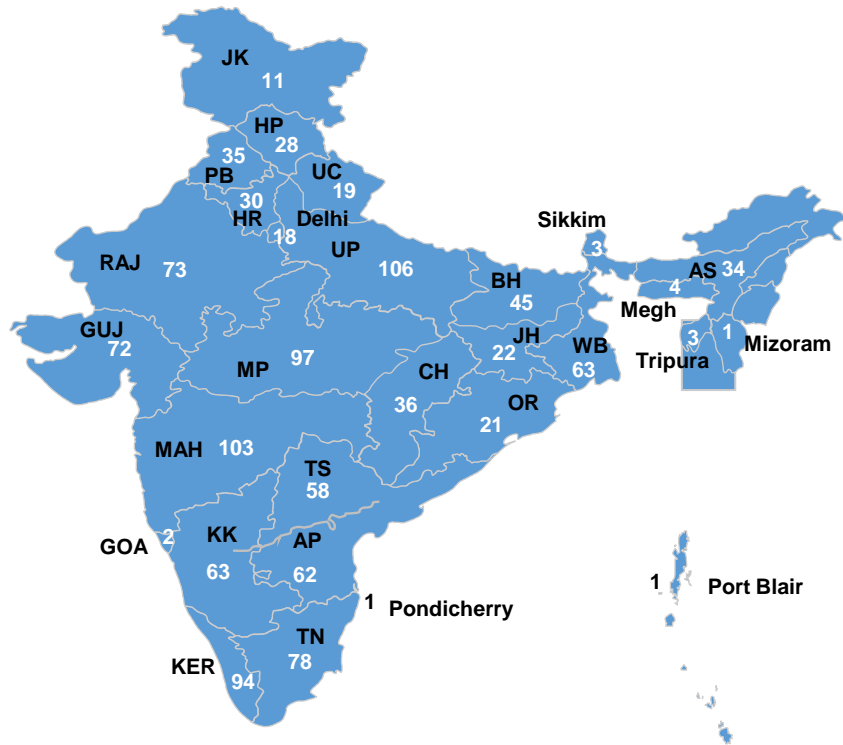 JK
11
HP
28
35
PB
UC
19
30
HR
Delhi
18
Sikkim
3
UP
106
RAJ
73
AS
34
4
BH
45
Megh
GUJ
72
JH
22
WB
63
3
1
Mizoram
Tripura
MP
97
CH
36
OR
21
MAH
103
TS
58
GOA
2
KK
63
AP
62
1
Port Blair
1
Pondicherry
TN
78
KER
94